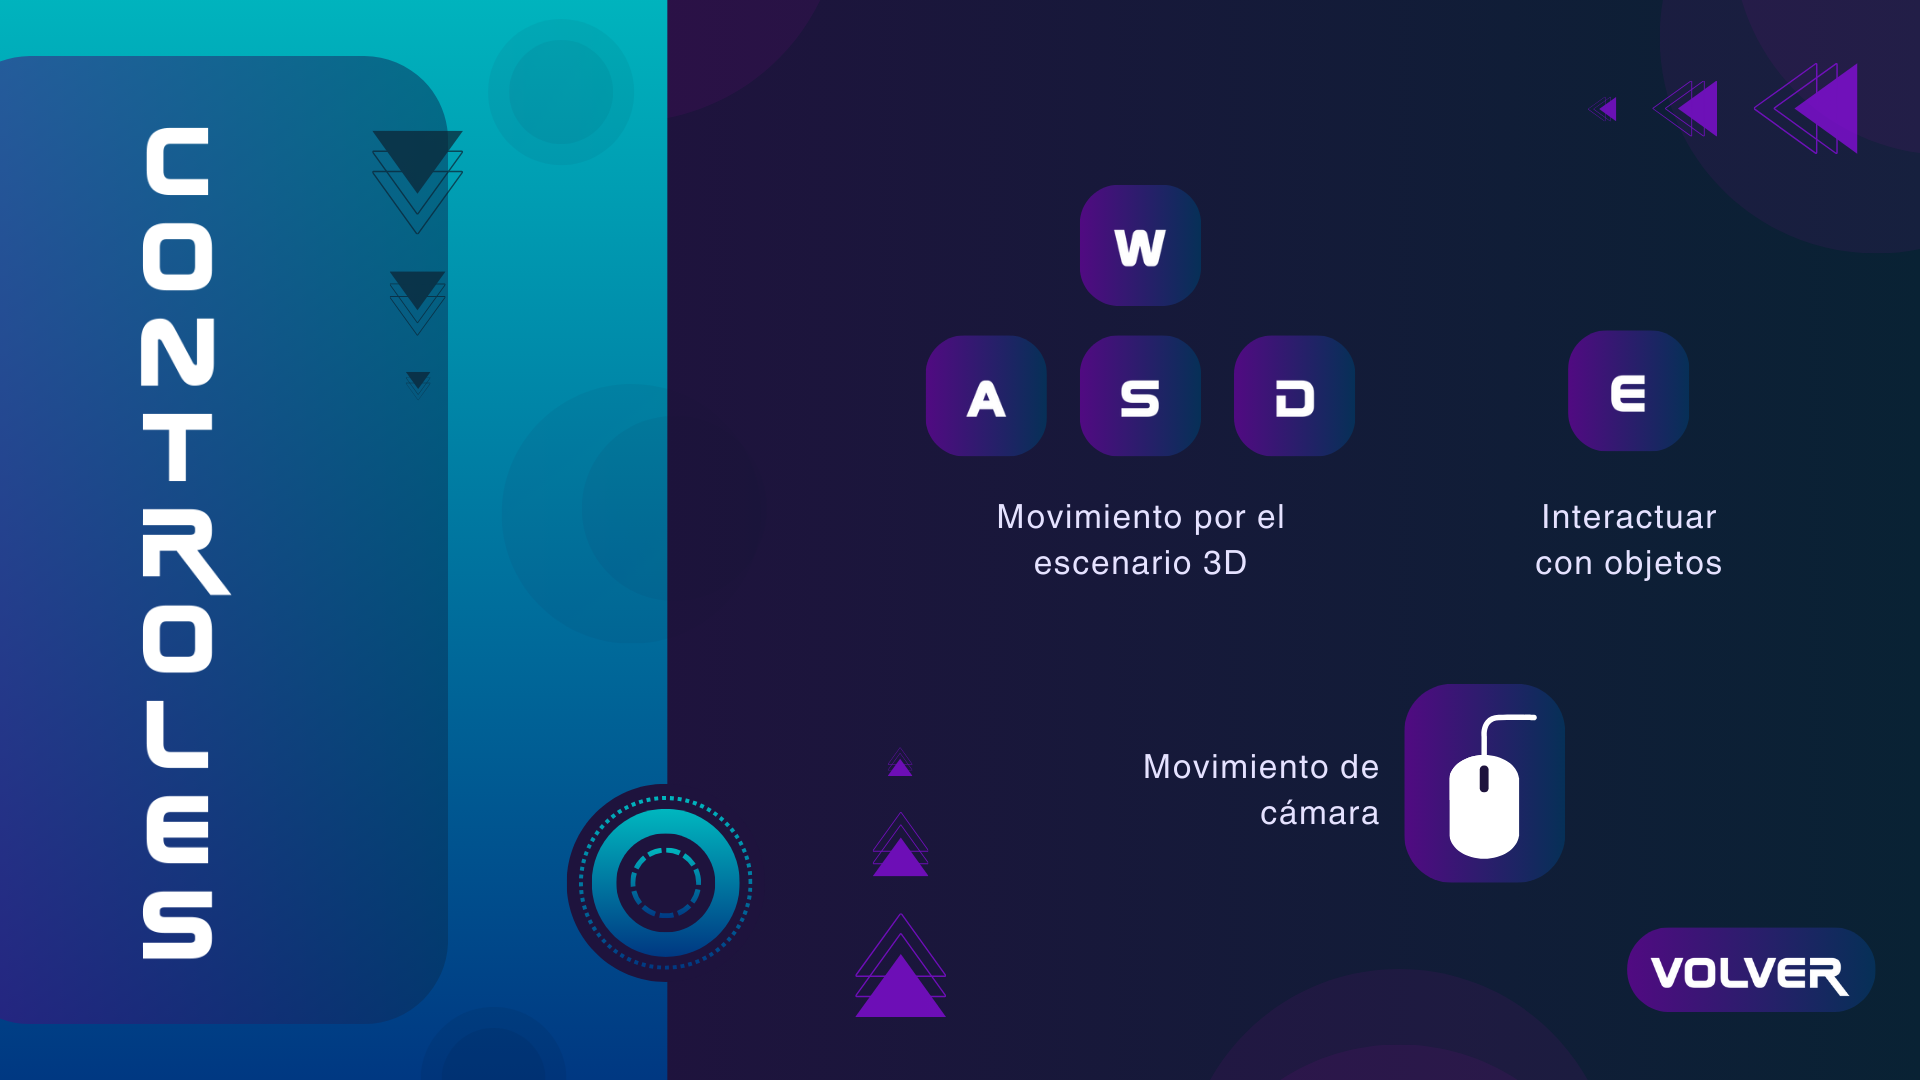 CONTROLES
W
A S D
E
Movimiento por el
escenario 3D
Interactuar
con objetos
Movimiento de
cámara
VOLVER